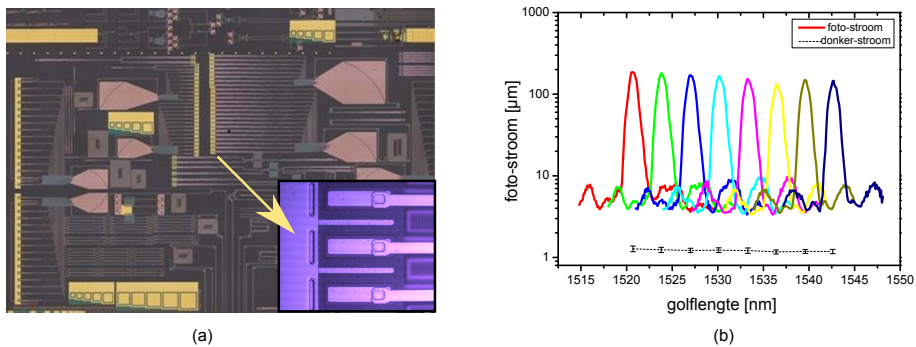 (a)
1000
100
10
1
foto-stroom [µm]
foto-stroom
donker-stroom
1515 1520 1525 1530 1535 1540 1545 1550
golflengte [nm]
(b)